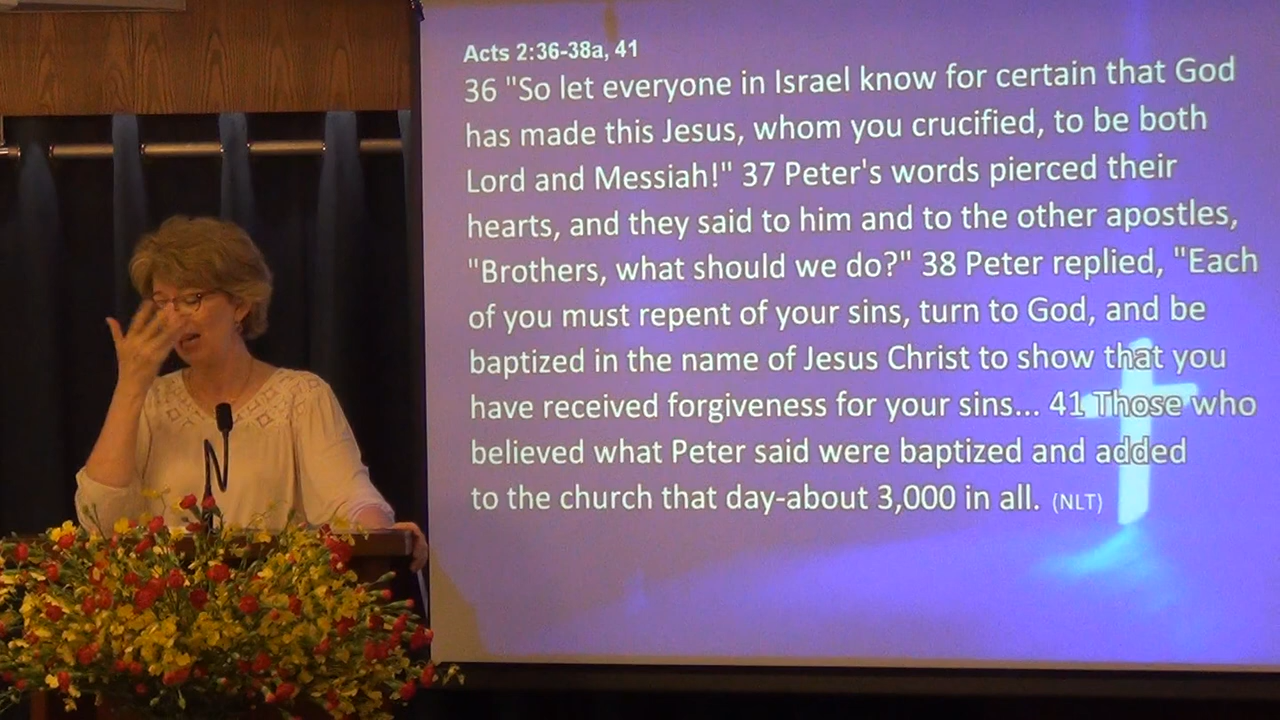 Acts 2:36-38a, 41
36 "So let everyone in Israel know for certain that God
has made this Jesus, whom you crucified, to be both
Lord and Messiah!" 37 Peter's words pierced their
hearts, and they said to him and to the other apostles,
"Brothers, what should we do?" 38 Peter replied, "Each
of you must repent of your sins, turn to God, and be
baptized in the name of Jesus Christ to show that you
have received forgiveness for your sins... 41 Those who
believed what Peter said were baptized and added
to the church that day-about 3,000 in all. (NLT)